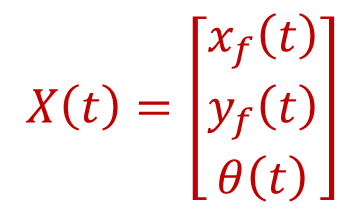 X(t) = [x_f(t)
y_f(t)
θ(t)]